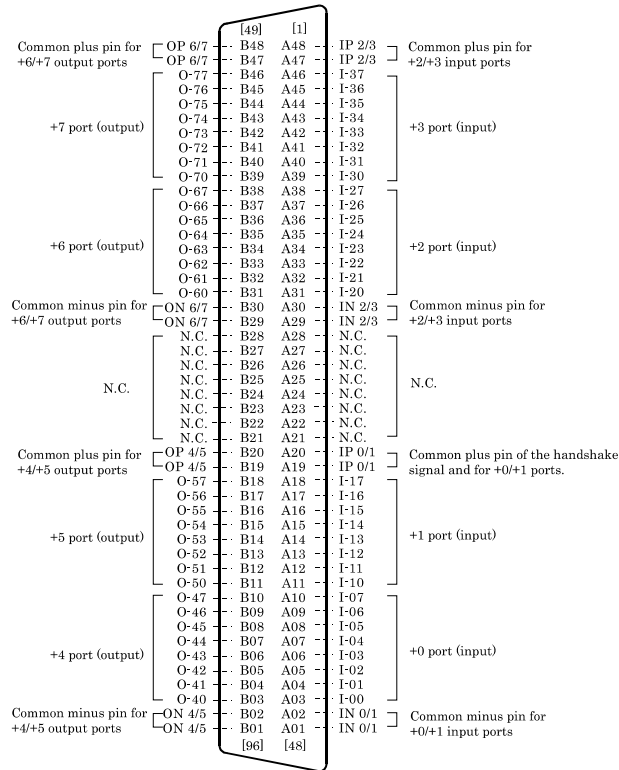 [49] [1]
Common plus pin for +6/+7 output ports
OP 6/7 B48 A48 IP 2/3
OP 6/7 B47 A47 IP 2/3
Common plus pin for +2/+3 input ports
O-77 B46 A46 I-37
O-76 B45 A45 I-36
O-75 B44 A44 I-35
O-74 B43 A43 I-34
+7 port (output) +3 port (input)
O-73 B42 A42 I-33
O-72 B41 A41 I-32
O-71 B40 A40 I-31
O-70 B39 A39 I-30
O-67 B38 A38 I-27
O-66 B37 A37 I-26
O-65 B36 A36 I-25
O-64 B35 A35 I-24
+6 port (output) +2 port (input)
O-63 B34 A34 I-23
O-62 B33 A33 I-22
O-61 B32 A32 I-21
O-60 B31 A31 I-20
Common minus pin for +6/+7 output ports
ON 6/7 B30 A30 IN 2/3
ON 6/7 B29 A29 IN 2/3
Common minus pin for +2/+3 input ports
N.C. B28 A28 N.C.
N.C. B27 A27 N.C.
N.C. B26 A26 N.C.
N.C. B25 A25 N.C.
N.C. N.C.
N.C. B24 A24 N.C.
N.C. B23 A23 N.C.
N.C. B22 A22 N.C.
N.C. B21 A21 N.C.
Common plus pin for +4/+5 output ports
OP 4/5 B20 A20 IP 0/1
OP 4/5 B19 A19 IP 0/1
Common plus pin of the handshake signal and for +0/+1 ports.
O-57 B18 A18 I-17
O-56 B17 A17 I-16
O-55 B16 A16 I-15
O-54 B15 A15 I-14
+5 port (output) +1 port (input)
O-53 B14 A14 I-13
O-52 B13 A13 I-12
O-51 B12 A12 I-11
O-50 B11 A11 I-10
O-47 B10 A10 I-07
O-46 B09 A09 I-06
O-45 B08 A08 I-05
O-44 B07 A07 I-04
+4 port (output) +0 port (input)
O-43 B06 A06 I-03
O-42 B05 A05 I-02
O-41 B04 A04 I-01
O-40 B03 A03 I-00
Common minus pin for +4/+5 output ports
ON 4/5 B02 A02 IN 0/1
ON 4/5 B01 A01 IN 0/1
Common minus pin for +0/+1 input ports
[96] [48]